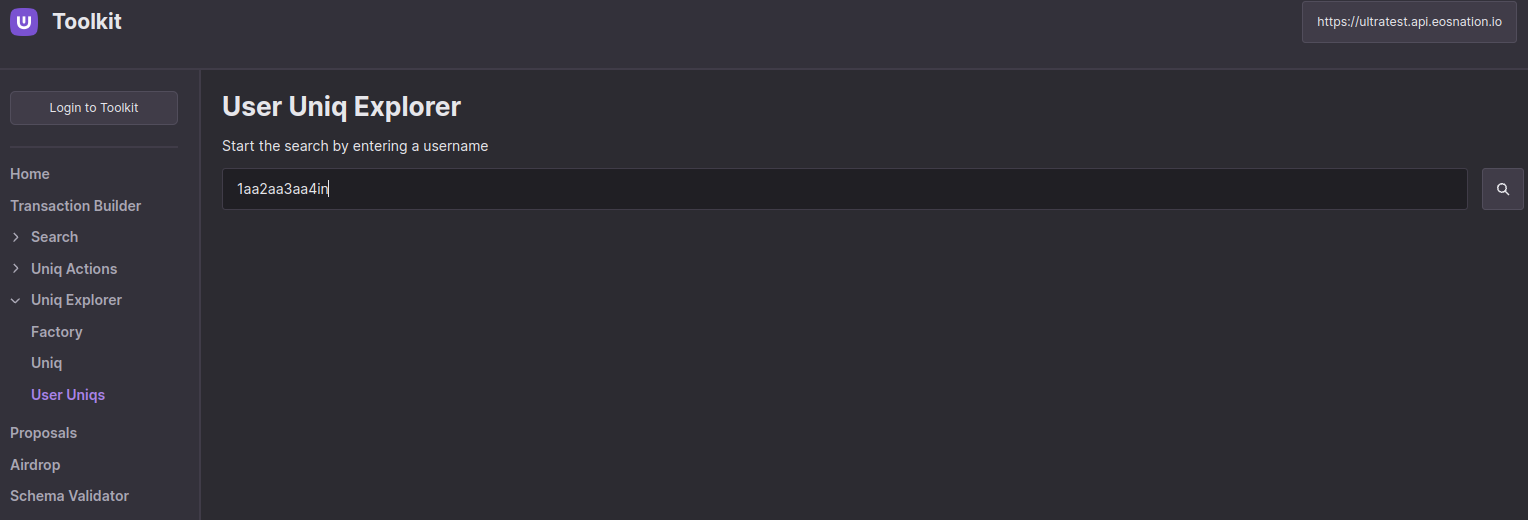 Toolkit
https://ultratest.api.eosnation.io
Login to Toolkit
Home
Transaction Builder
Search
Uniq Actions
Uniq Explorer
Factory
Uniq
User Uniqs
Proposals
Airdrop
Schema Validator
User Uniq Explorer
Start the search by entering a username
1aa2aa3aa4in